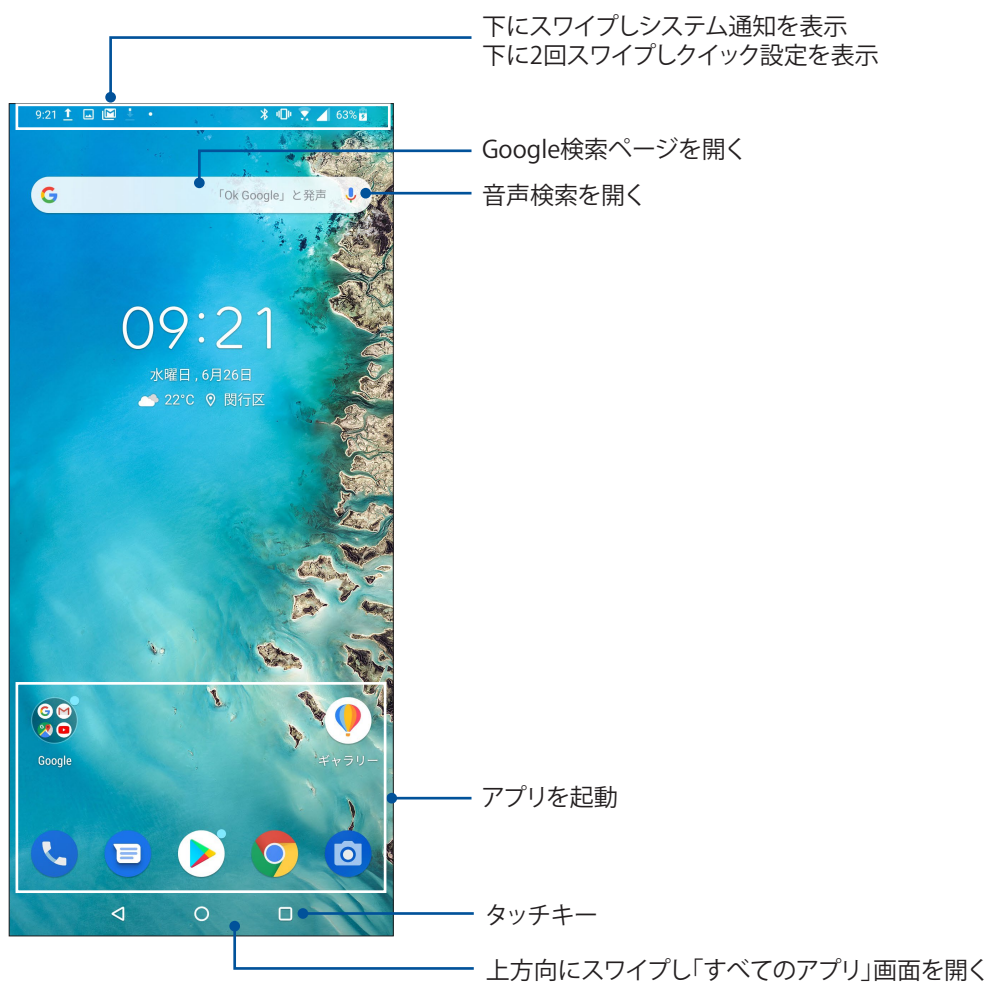 下にスワイプしシステム通知を表示
下に2回スワイプしクイック設定を表示
9:21
63%
Google検索ページを開く
「Ok Google」と発声
音声検索を開く
09:21
水曜日 , 6月26日
22°C 閔行区
Google
ギャラリー
アプリを起動
タッチキー
上方向にスワイプし「すべてのアプリ」画面を開く